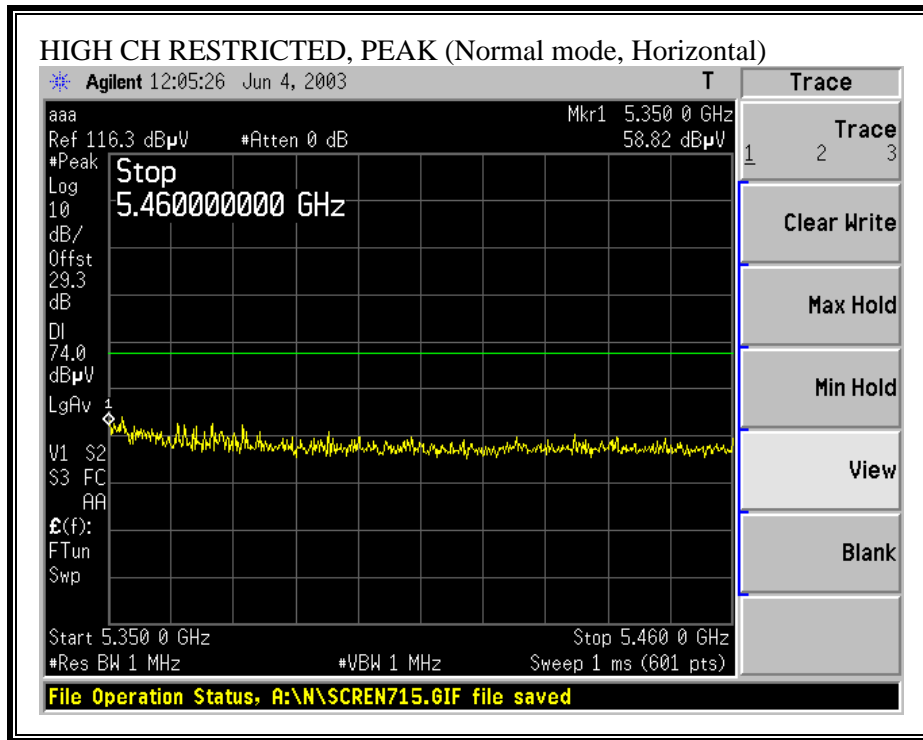 HIGH CH RESTRICTED, PEAK (Normal mode, Horizontal)
Agilent 12:05:26 Jun 4, 2003 T
aaa
Mkr1 5.350 0 GHz
Ref 116.3 dBµV #Atten 0 dB 58.82 dBµV
#Peak
Log
10
dB/
Offst
29.3
dB
DI
74.0
dBµV
LgAv
V1 S2
S3 FC
AA
£(f):
FTun
Swp
Stop
5.460000000 GHz
1
Start 5.350 0 GHz Stop 5.460 0 GHz
#Res BW 1 MHz #VBW 1 MHz Sweep 1 ms (601 pts)
File Operation Status, A:\N\SCREN715.GIF file saved
Trace
Trace
1 2 3
Clear Write
Max Hold
Min Hold
View
Blank